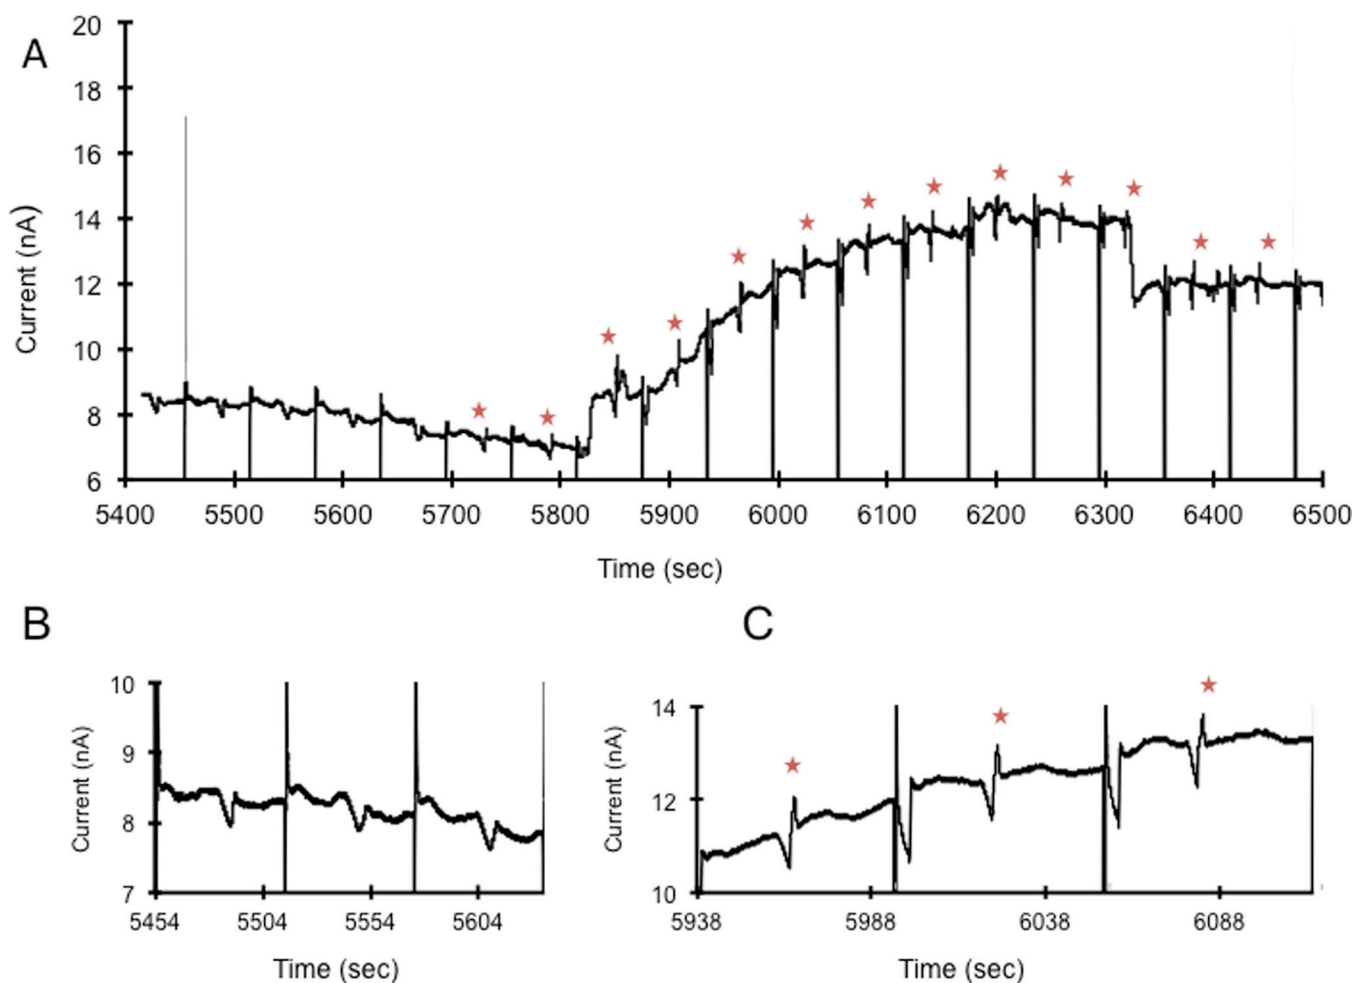 A
20
18
16
14
12
10
8
6
Current (nA)
5400 5500 5600 5700 5800 5900 6000 6100 6200 6300 6400 6500
Time (sec)
B
10
9
8
7
Current (nA)
5454 5504 5554 5604
Time (sec)
C
14
12
10
Current (nA)
5938 5988 6038 6088
Time (sec)